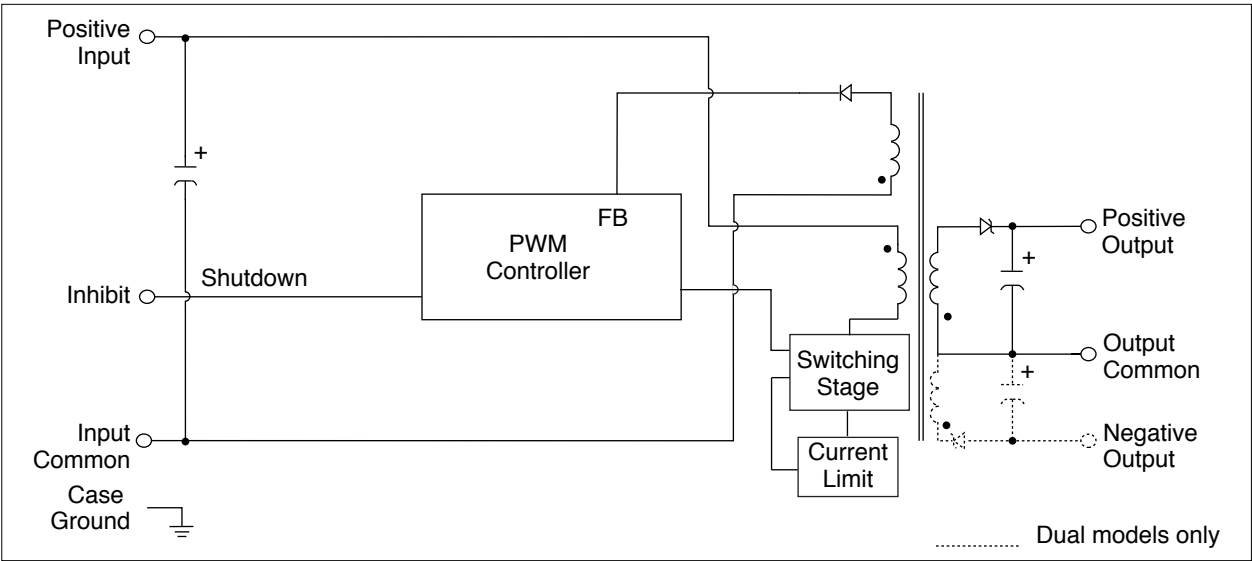 Positive
Input
+
FB
PWM
Controller
Shutdown
Inhibit
Positive
Output
+
Switching
Stage
Output
Common
+
Input
Common
Current
Limit
Negative
Output
Case
Ground
Dual models only